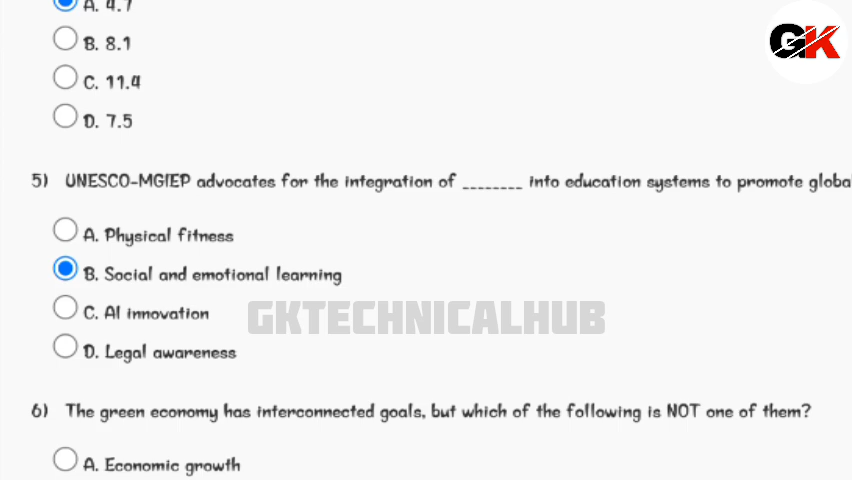 A. 4.7
GK
B. 8.1
C. 11.4
D. 7.5
5) UNESCO-MGIEP advocates for the integration of ________ into education systems to promote globa
A. Physical fitness
B. Social and emotional learning
C. AI innovation
GKTECHNICALHUB
D. Legal awareness
6) The green economy has interconnected goals, but which of the following is NOT one of them?
A. Economic growth